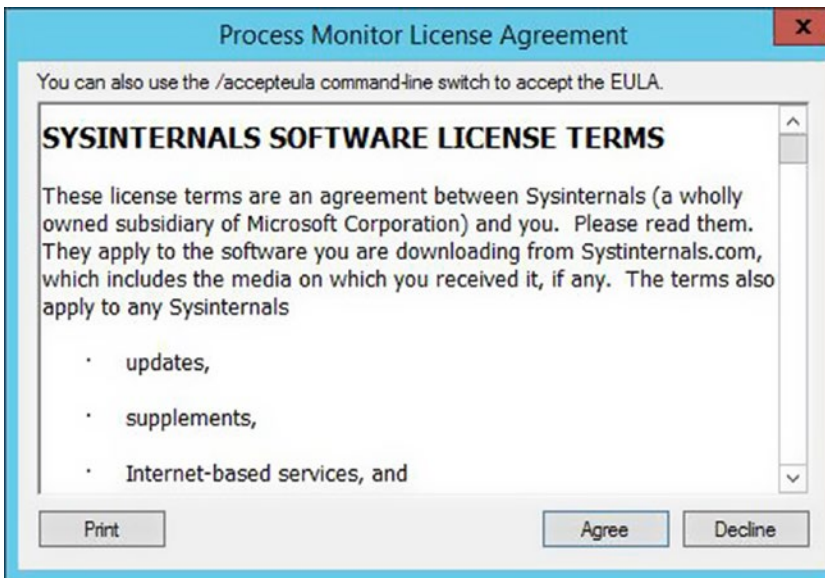 Process Monitor License Agreement
x
You can also use the /accepteula command-line switch to accept the EULA.
SYSINTERNALS SOFTWARE LICENSE TERMS
These license terms are an agreement between Sysinternals (a wholly
owned subsidiary of Microsoft Corporation) and you.  Please read them.
They apply to the software you are downloading from Systinternals.com,
which includes the media on which you received it, if any.  The terms also
apply to any Sysinternals
· updates,
· supplements,
· Internet-based services, and
Print
Agree
Decline